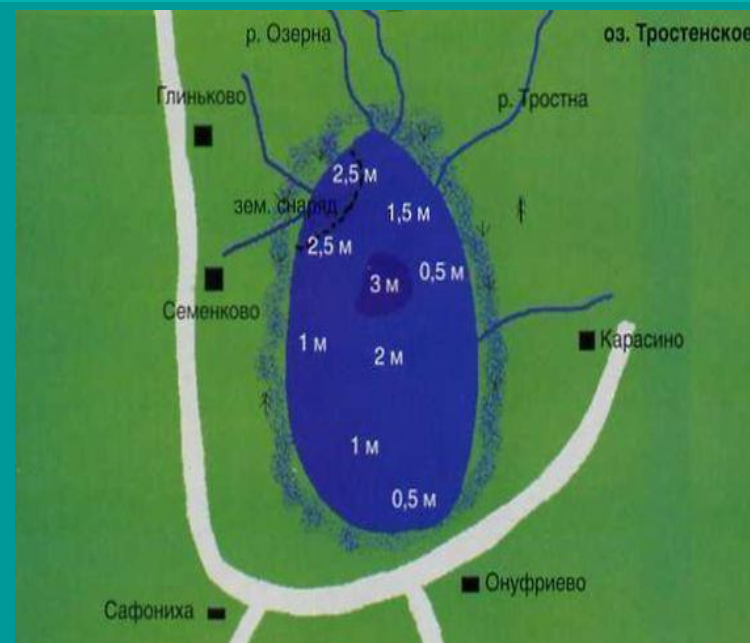 р. Озерна
оз. Тростенское
Глиньково
р. Тростна
2,5 м
зем. снаряд
1,5 м
2,5 м
0,5 м
3 м
Семенково
1 м
2 м
Карасино
1 м
0,5 м
Онуфриево
Сафониха